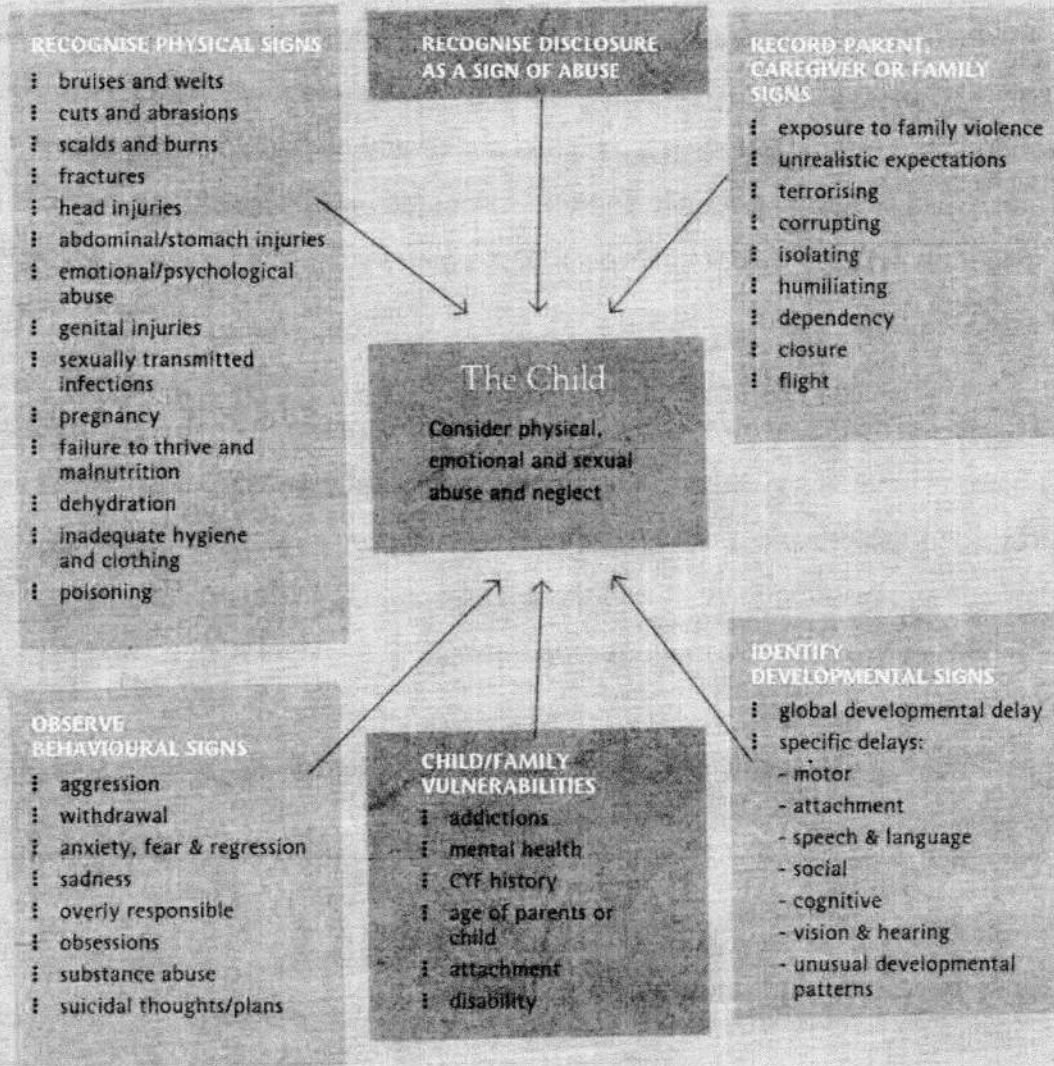 RECOGNISE PHYSICAL SIGNS
bruises and welts
cuts and abrasions
scalds and burns
fractures
head injuries
abdominal/stomach injuries
emotional/psychological
abuse
genital injuries
sexually transmitted
infections
pregnancy
failure to thrive and
malnutrition
dehydration
inadequate hygiene
and clothing
poisoning
RECOGNISE DISCLOSURE
AS A SIGN OF ABUSE
RECORD PARENT,
CAREGIVER OR FAMILY
SIGNS
exposure to family violence
unrealistic expectations
terrorising
corrupting
isolating
humiliating
dependency
closure
flight
The Child
Consider physical,
emotional and sexual
abuse and neglect
OBSERVE
BEHAVIOURAL SIGNS
aggression
withdrawal
anxiety, fear & regression
sadness
overly responsible
obsessions
substance abuse
suicidal thoughts/plans
CHILD/FAMILY
VULNERABILITIES
addictions
mental health
CYF history
age of parents or
child
attachment
disability
IDENTIFY
DEVELOPMENTAL SIGNS
global developmental delay
specific delays:
- motor
- attachment
- speech & language
- social
- cognitive
- vision & hearing
- unusual developmental
patterns